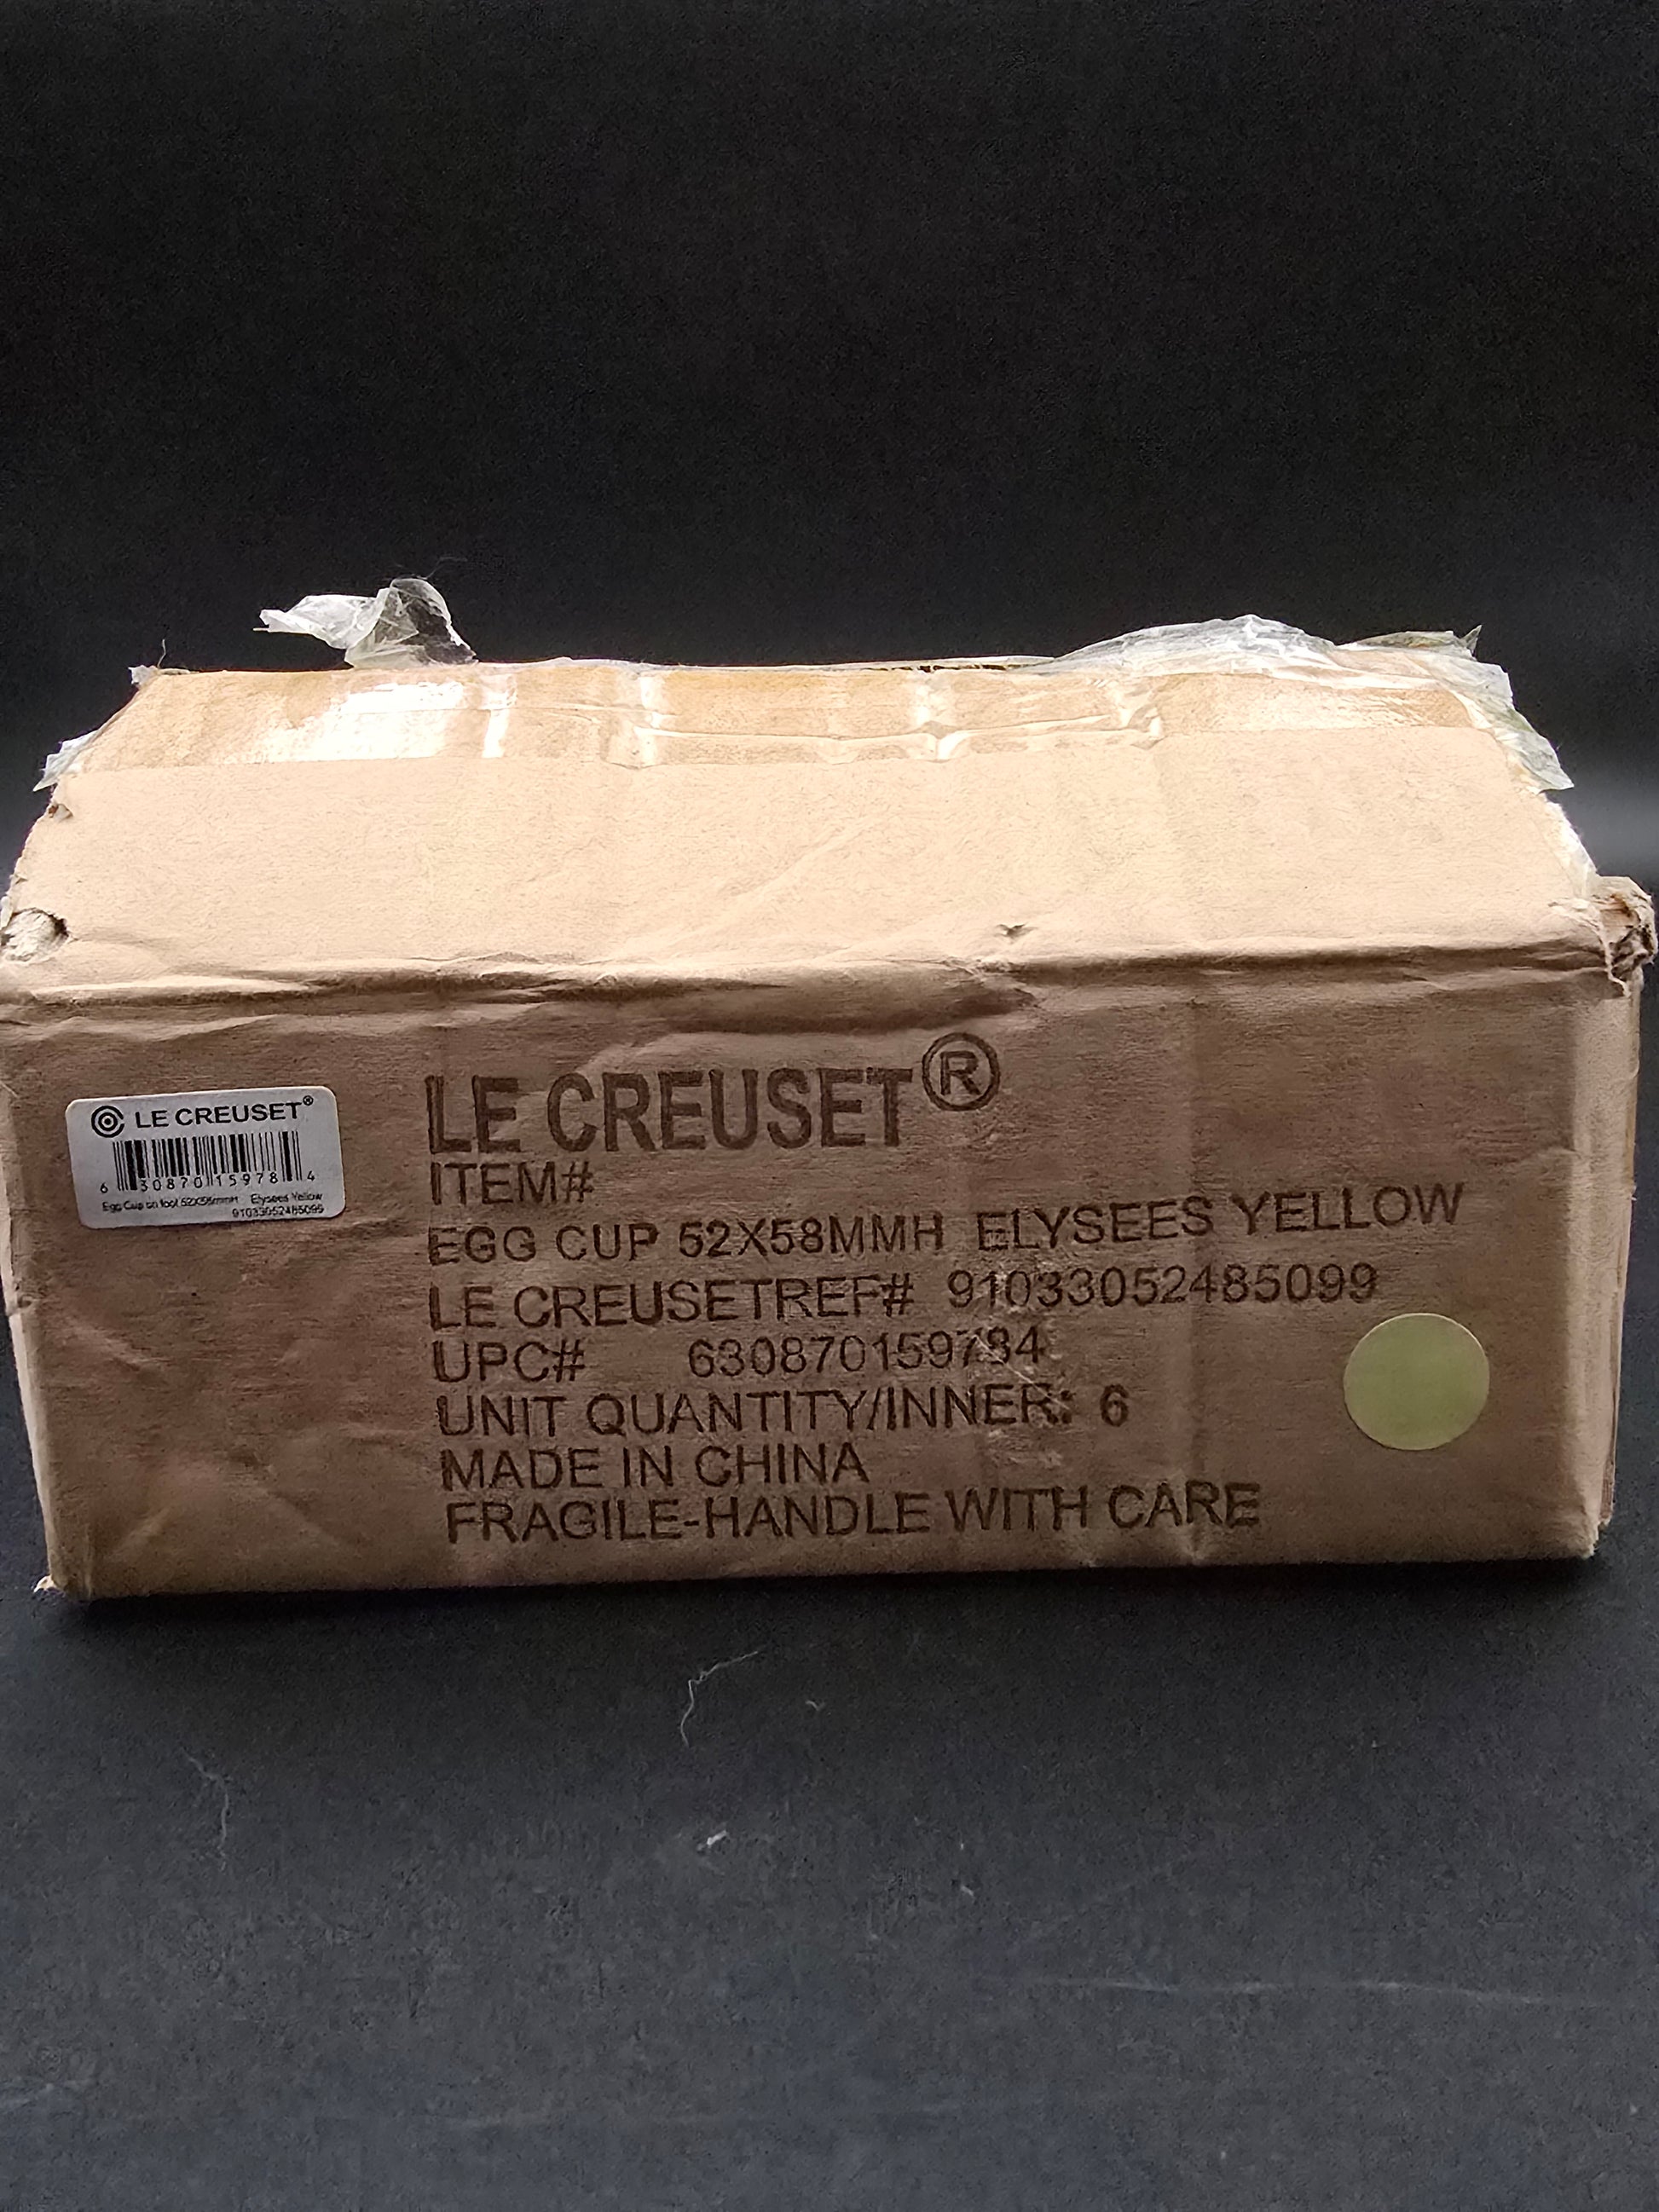 LE CREUSET®
6 30870 15978 4
Egg Cup on foot 52X58mmH Elysees Yellow
91033052485099
LE CREUSET®
ITEM#
EGG CUP 52X58MMH ELYSEES YELLOW
LE CREUSETREF# 91033052485099
UPC# 630870159784
UNIT QUANTITY/INNER: 6
MADE IN CHINA
FRAGILE-HANDLE WITH CARE